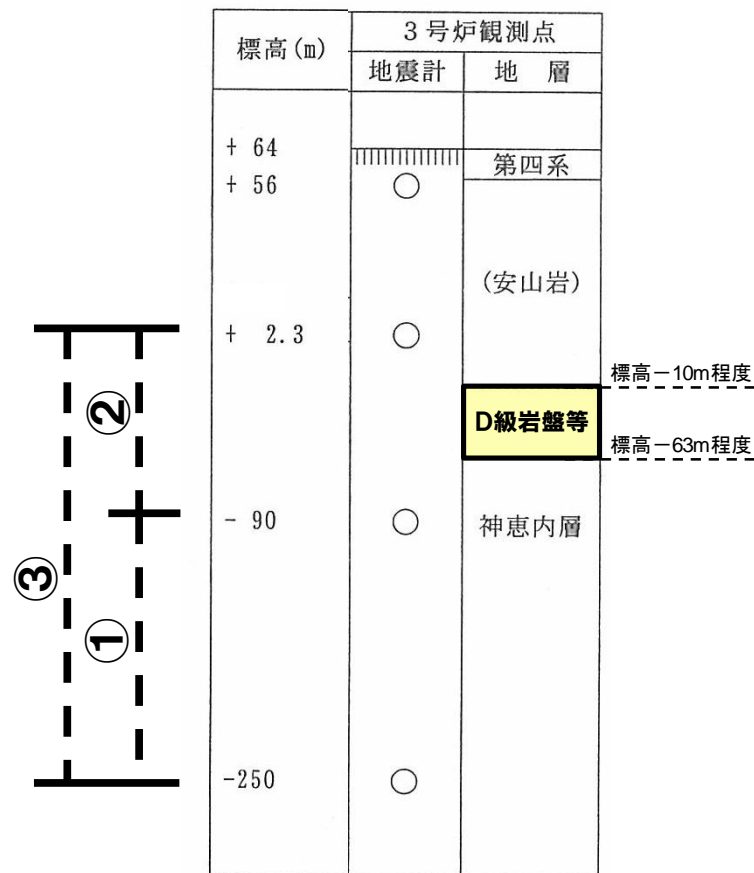 標高(m)
3号炉観測点
地震計
地 層
+ 64
第四系
+ 56
(安山岩)
+ 2.3
標高－10m程度
②
D級岩盤等
標高－63m程度
- 90
神恵内層
③
①
-250